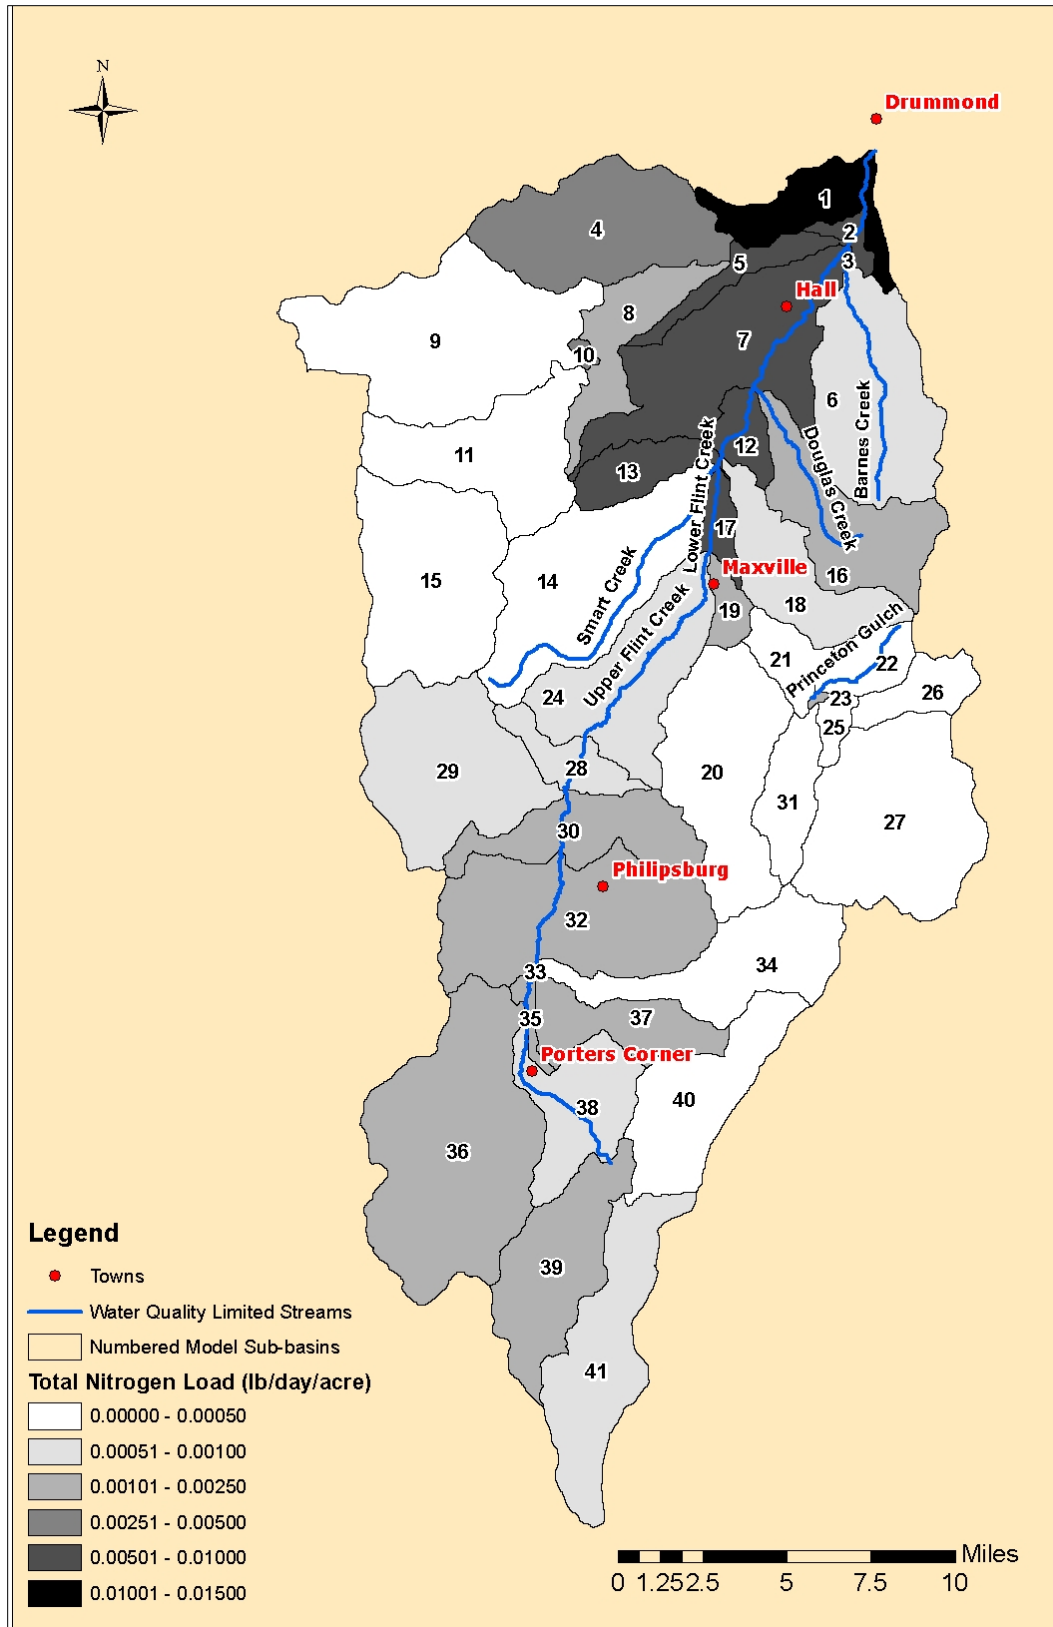 N
Drummond
1
2
4
3
5
Hall
8
7
9
10
6
Barnes Creek
Douglas Creek
Lower Flint Creek
12
11
13
17
Maxville
16
15
14
Smart Creek
Upper Flint Creek
19
18
Princeton Gulch
21
22
26
23
24
25
29
28
20
31
27
30
Philipsburg
32
33
34
35
37
Porters Corner
40
38
36
39
41
Legend
Towns
Water Quality Limited Streams
Numbered Model Sub-basins
Total Nitrogen Load (lb/day/acre)
0.00000 - 0.00050
0.00051 - 0.00100
0.00101 - 0.00250
0.00251 - 0.00500
0.00501 - 0.01000
0.01001 - 0.01500
Miles
0 1.25 2.5 5 7.5 10